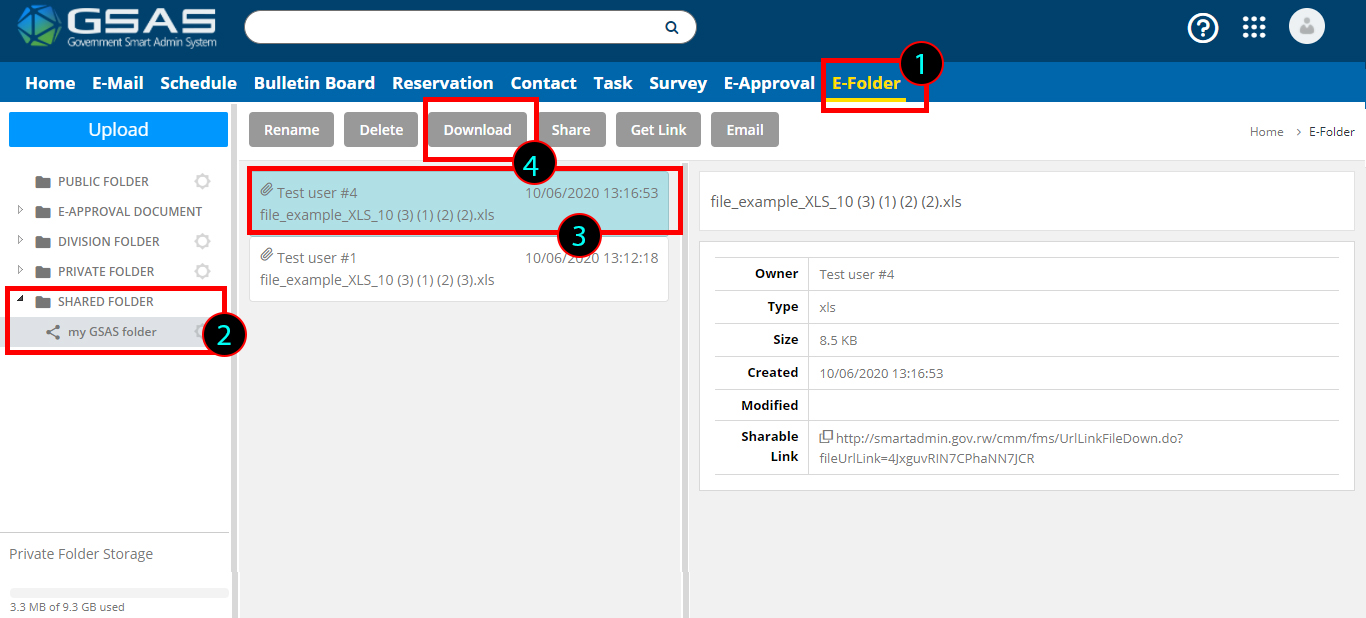 GSAS
Government Smart Admin System
Home E-Mail Schedule Bulletin Board Reservation Contact Task Survey E-Approval E-Folder
1
Upload
Rename Delete Download Share Get Link Email
Home > E-Folder
4
PUBLIC FOLDER
E-APPROVAL DOCUMENT
DIVISION FOLDER
PRIVATE FOLDER
SHARED FOLDER
my GSAS folder
2
Private Folder Storage
3.3 MB of 9.3 GB used
Test user #4 10/06/2020 13:16:53
file_example_XLS_10 (3) (1) (2) (2).xls
3
Test user #1 10/06/2020 13:12:18
file_example_XLS_10 (3) (1) (2) (3).xls
file_example_XLS_10 (3) (1) (2) (2).xls
Owner Test user #4
Type xls
Size 8.5 KB
Created 10/06/2020 13:16:53
Modified
Sharable Link http://smartadmin.gov.rw/cmm/fms/UrlLinkFileDown.do?
fileUrlLink=4JxguvRIN7CPhaNN7JCR